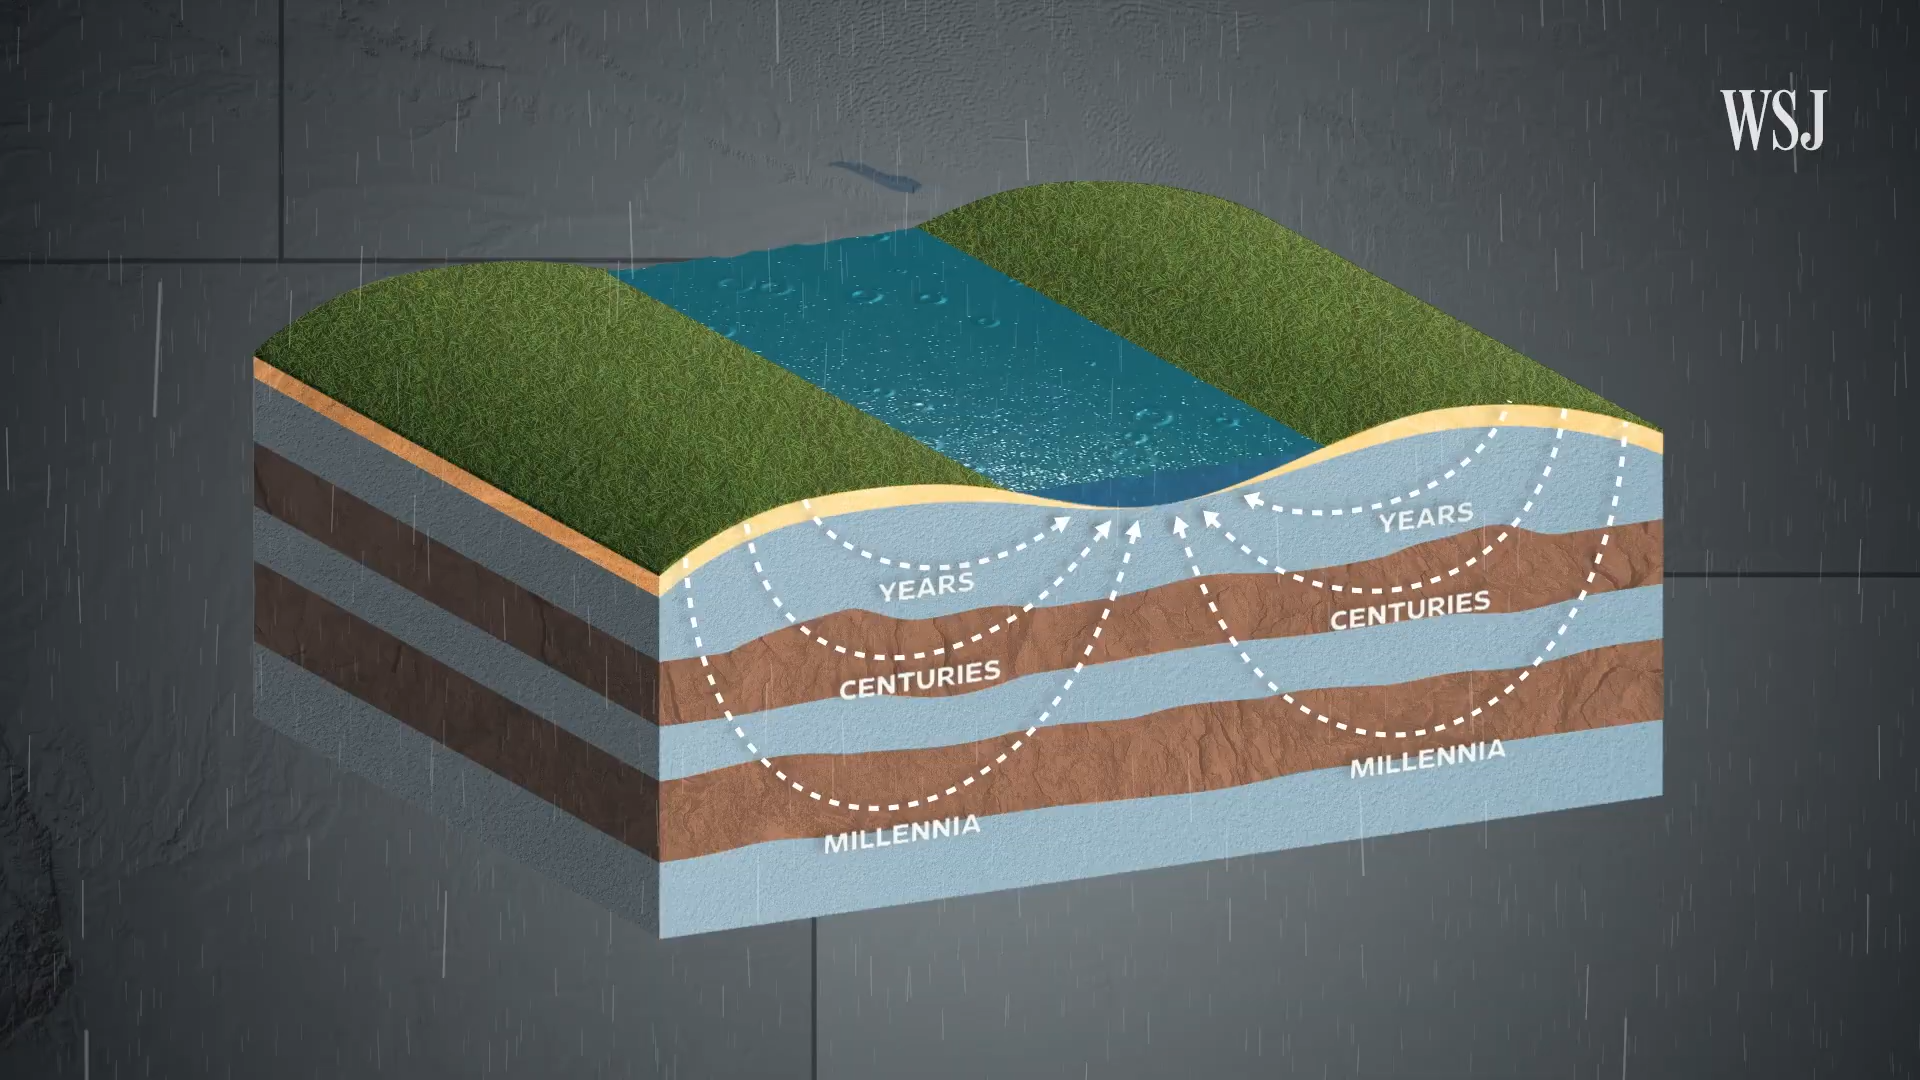 WSJ
YEARS
YEARS
CENTURIES
CENTURIES
MILLENNIA
MILLENNIA